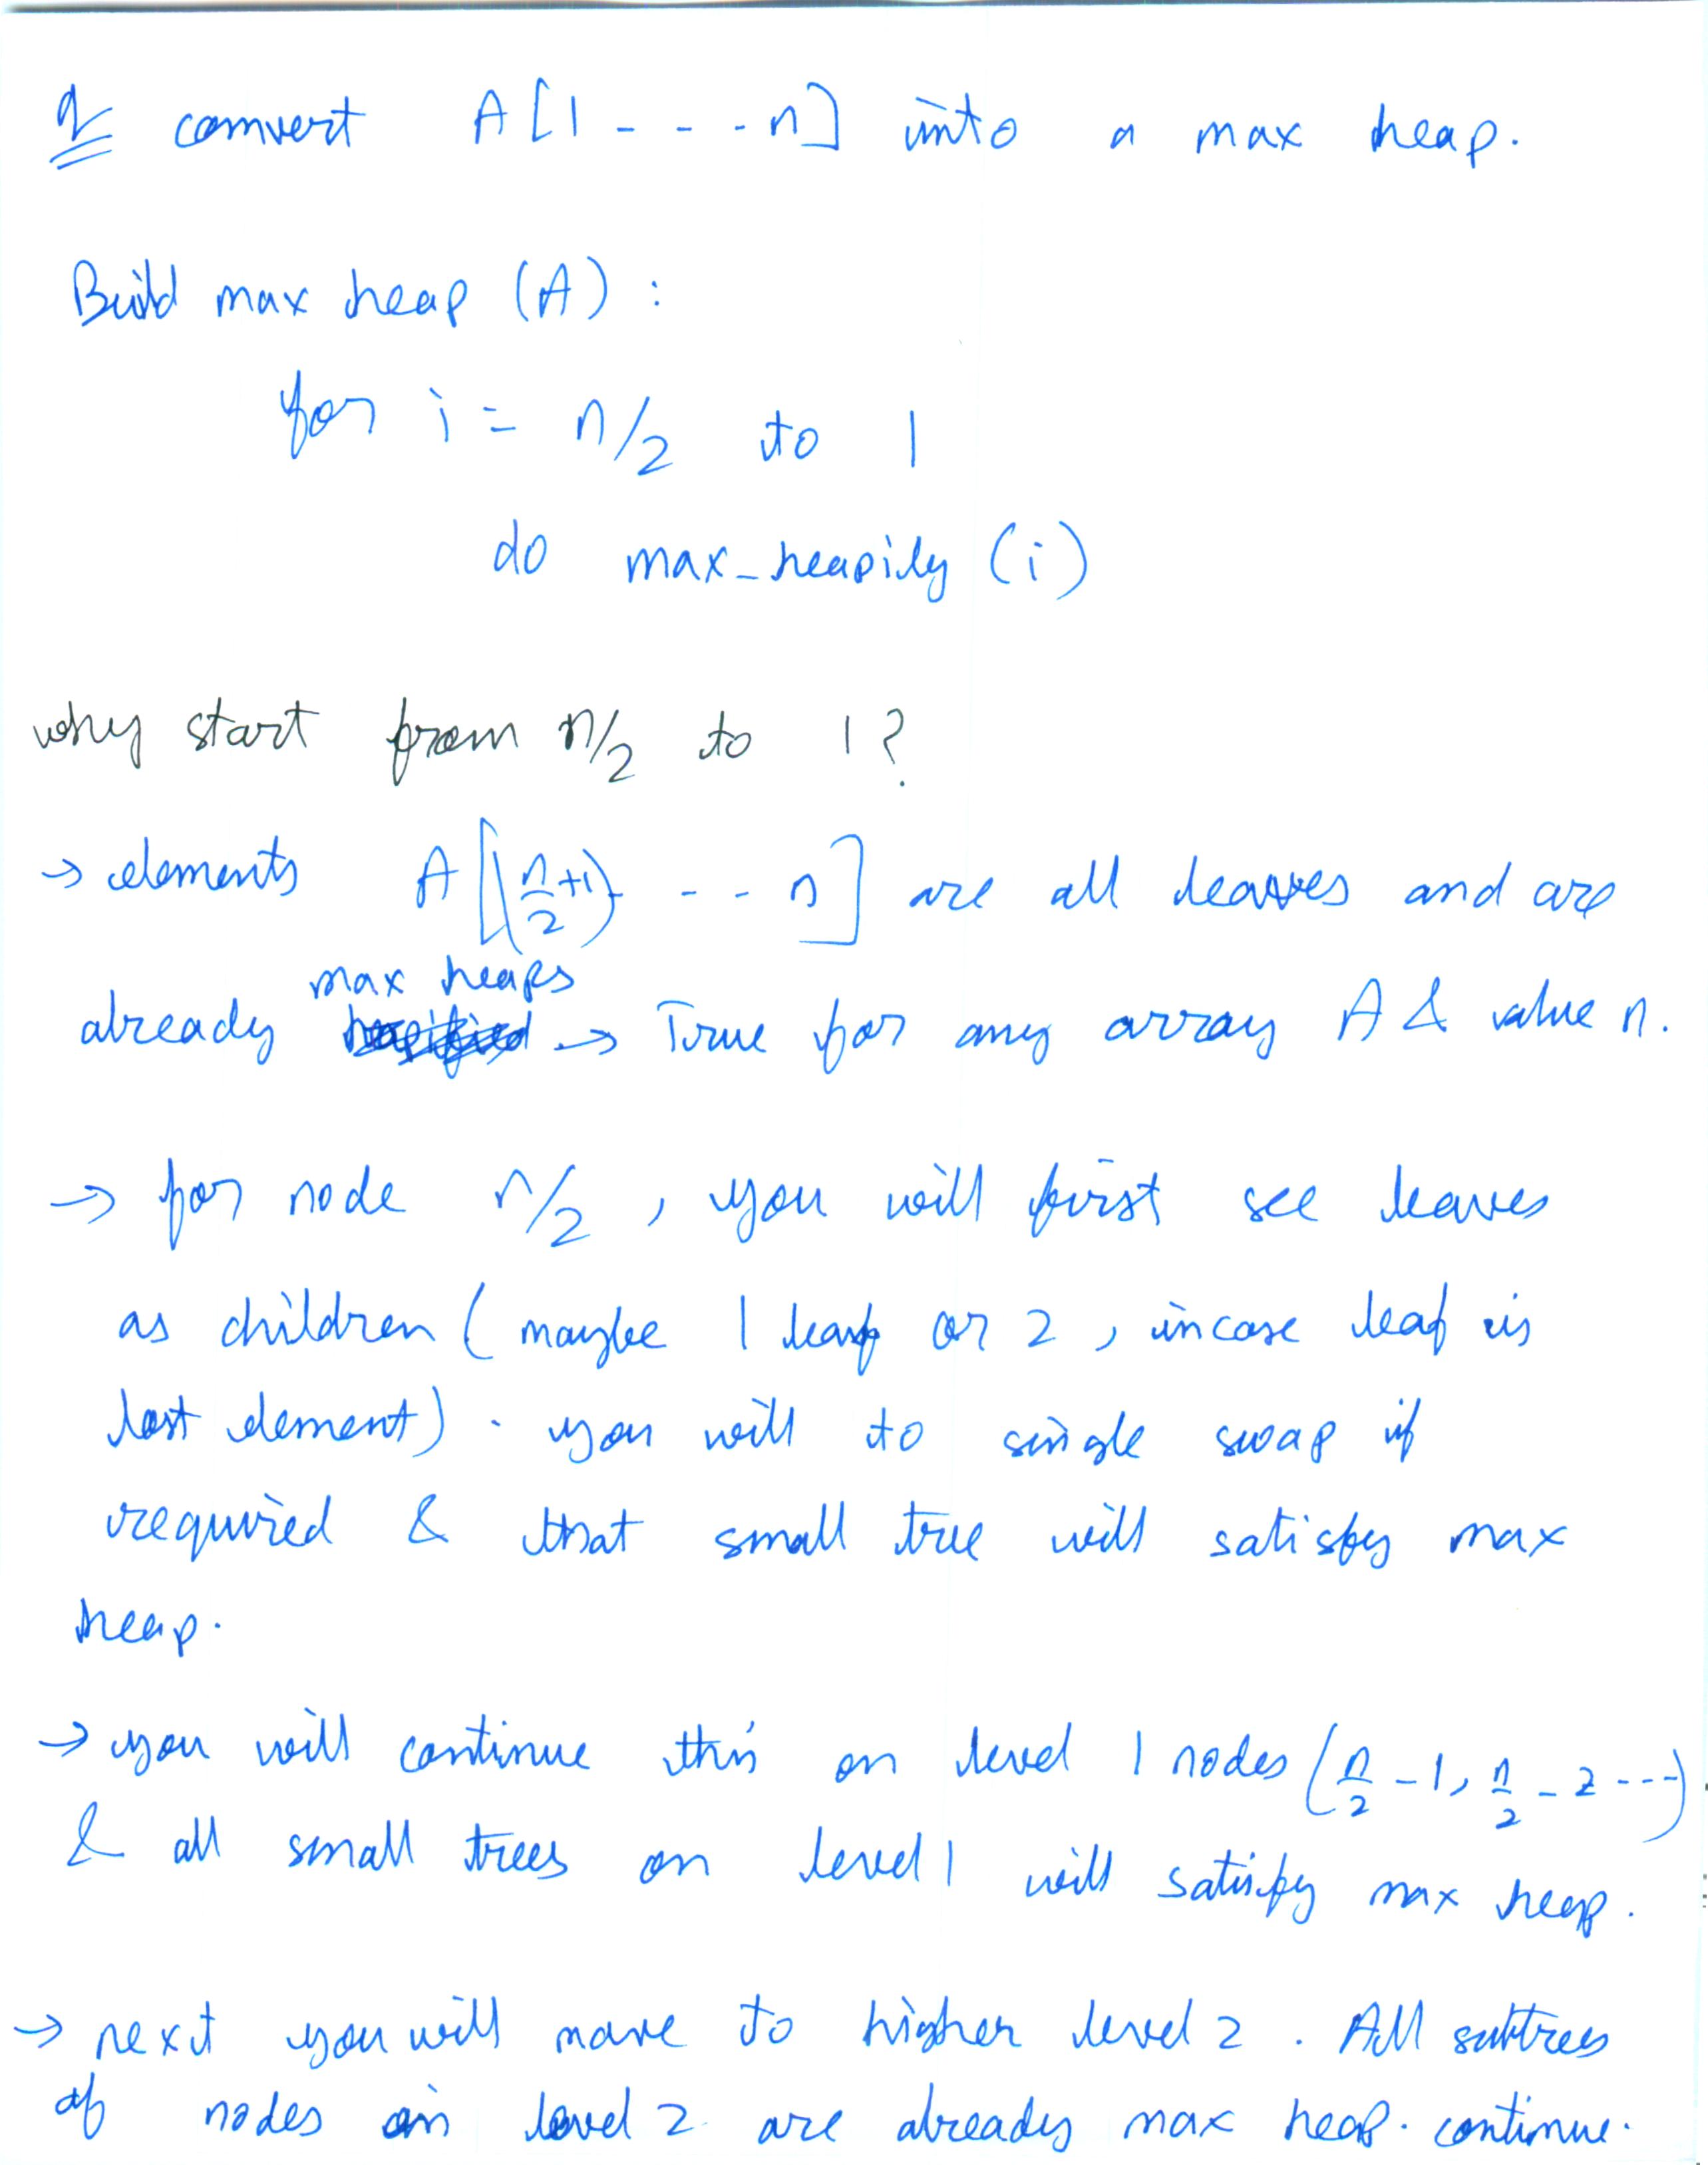 Q convert A[1 - - - n] into a max heap.
Build max heap (A) :
for i = n/2 to 1
do max_heapify (i)
why start from n/2 to 1?
→ elements A[(n/2+1) - - n] are all leaves and are
already max heaps → True for any array A & value n.
→ for node n/2, you will first see leaves
as children (maybe 1 leaf or 2, incase leaf is
last element). you will to single swap if
required & that small tree will satisfy max
heap.
→ you will continue this on level 1 nodes (n/2 - 1, n/2 - 2 ---)
& all small trees on level 1 will satisfy max heap.
→ next you will move to higher level 2. All subtrees
of nodes on level 2 are already max heap. continue.